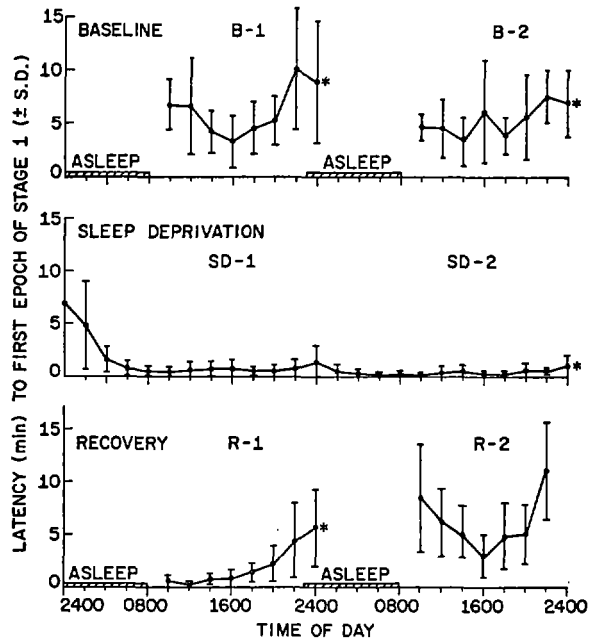 LATENCY (min) TO FIRST EPOCH OF STAGE 1 (± S.D.)
15
BASELINE B-1 B-2
10
*
*
5
ASLEEP ASLEEP
0
15
SLEEP DEPRIVATION
SD-1 SD-2
10
5
*
0
RECOVERY R-1 R-2
15
10
5
*
ASLEEP ASLEEP
0
2400 0800 1600 2400 0800 1600 2400
TIME OF DAY